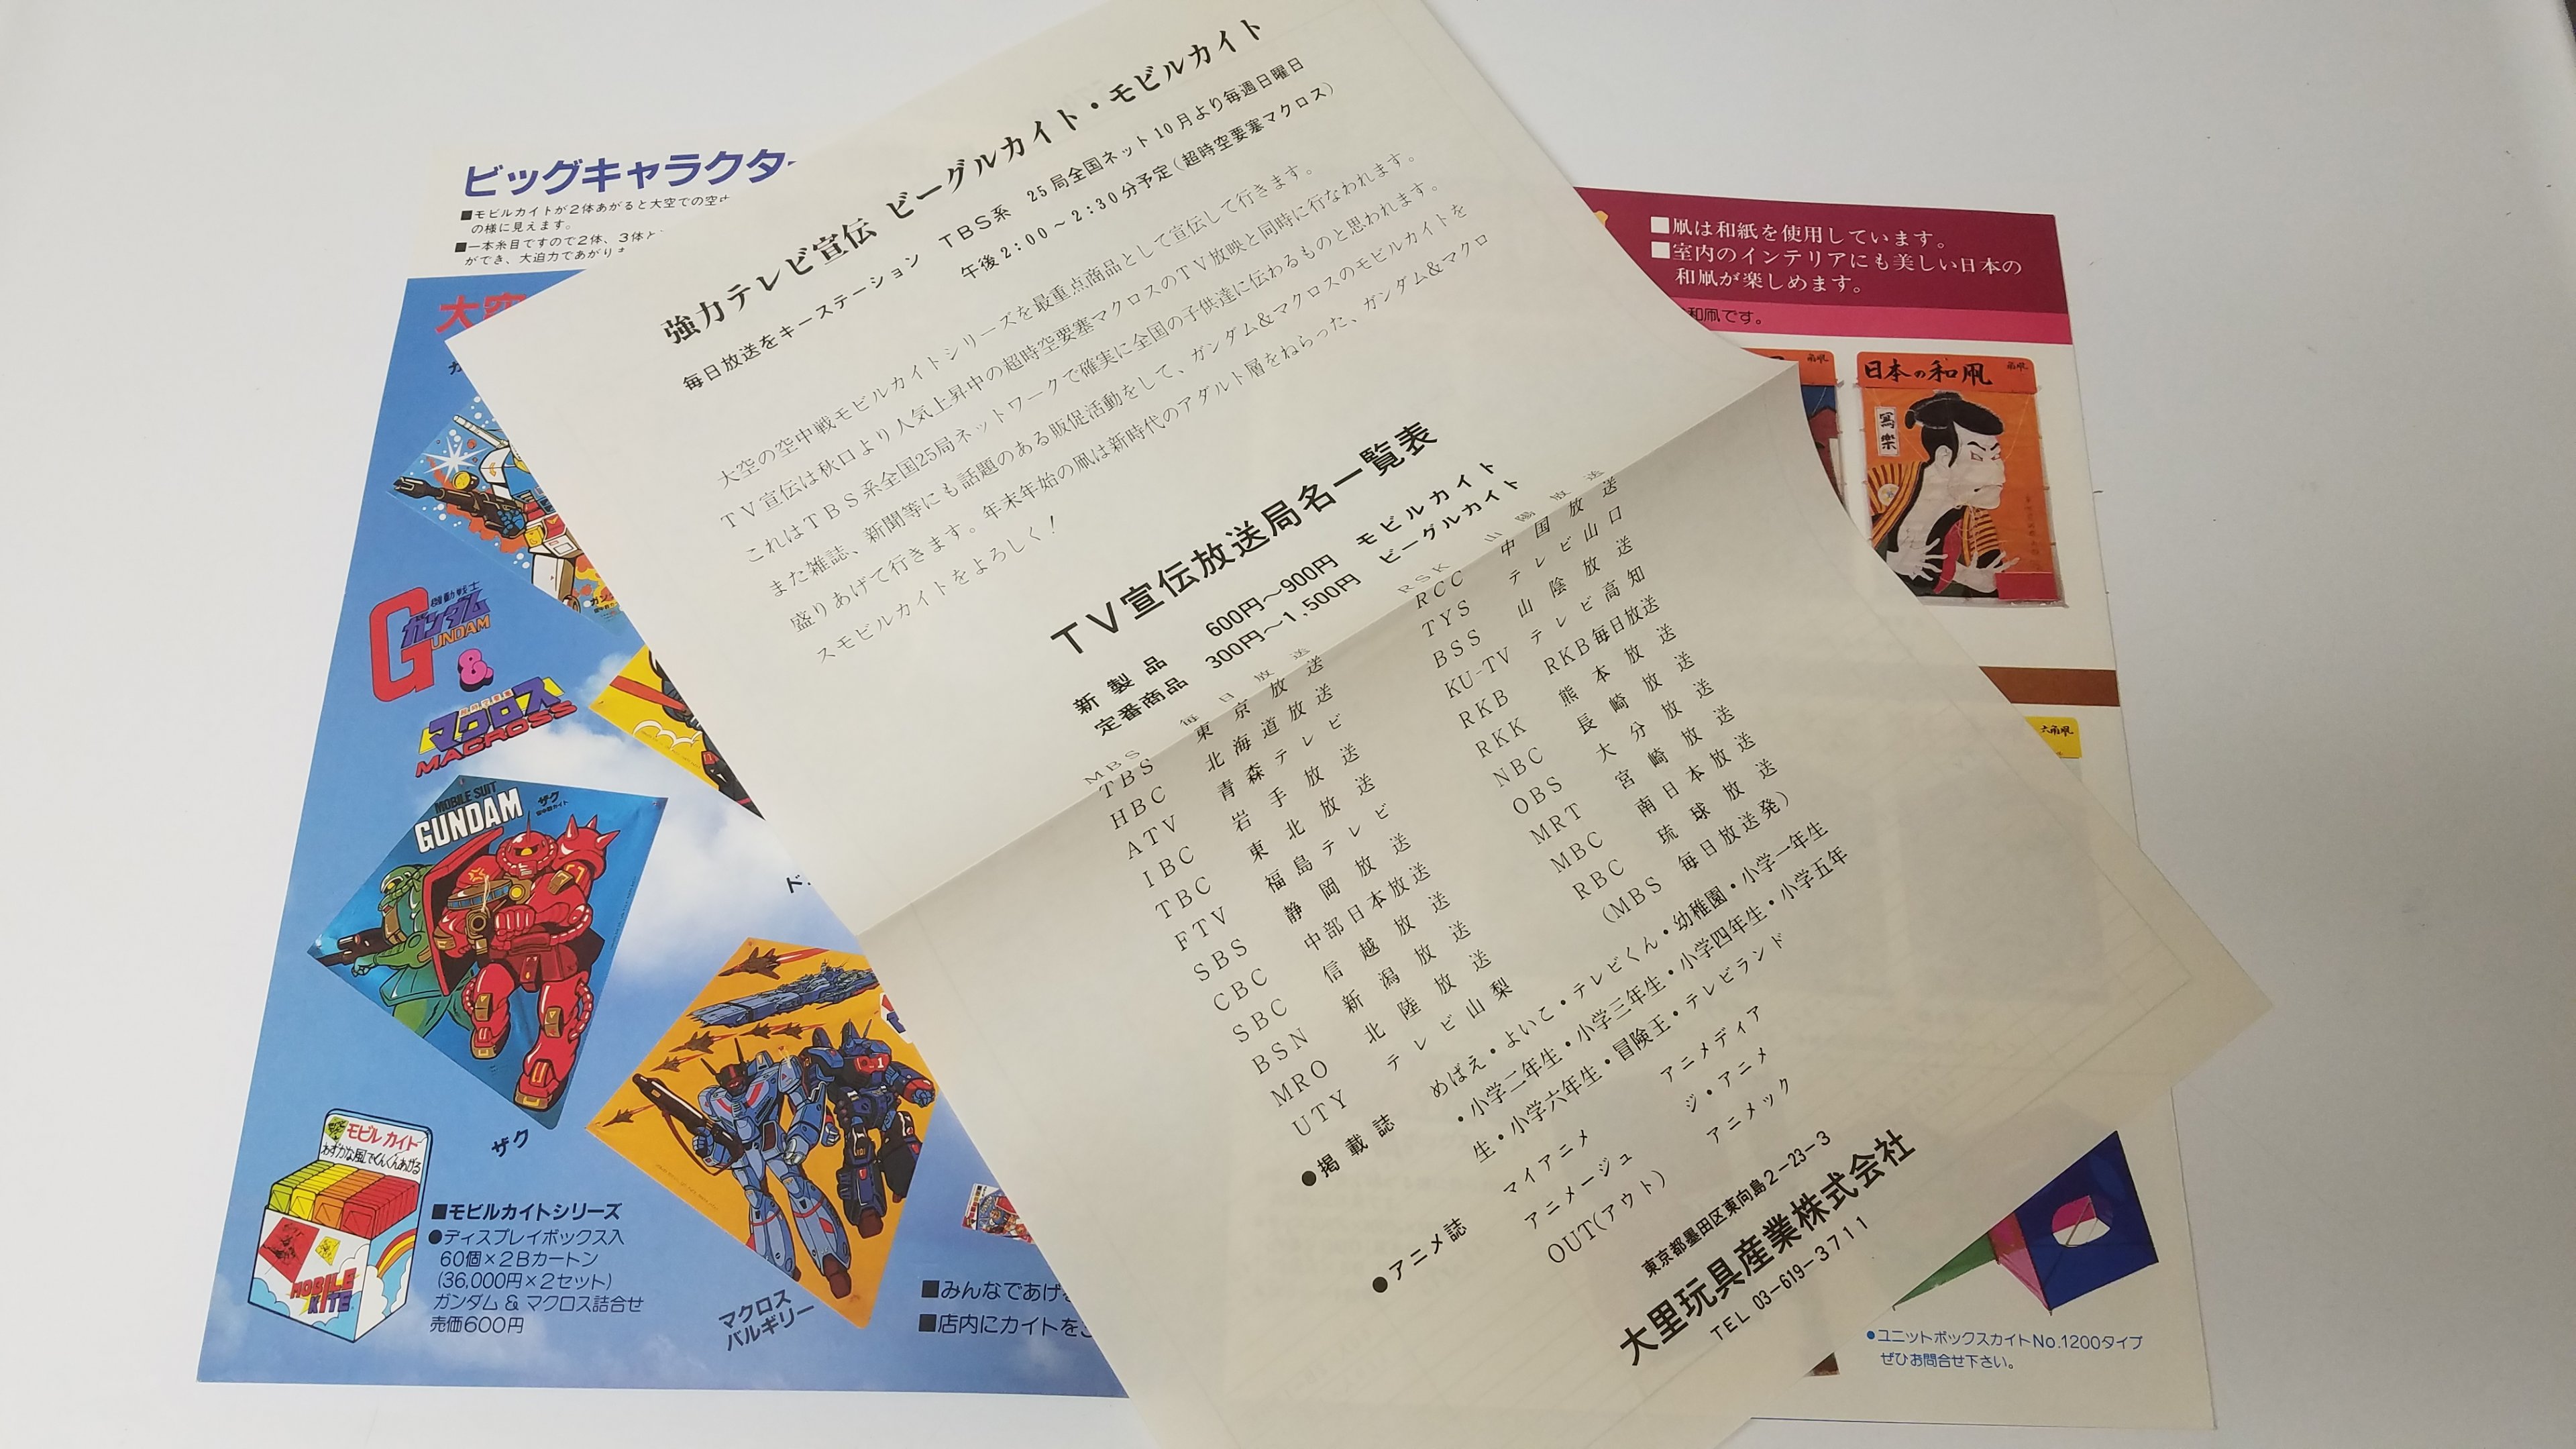 強力テレビ宣伝 ビーグルカイト・モビルカイト
毎日放送をキーステーション TBS系 25局全国ネット10月より毎週日曜日
午後2:00～2:30分予定(超時空要塞マクロス)
大空の空中戦モビルカイトシリーズを最重点商品として宣伝して行きます。
TV宣伝は秋口より人気上昇中の超時空要塞マクロスのTV放映と同時に行なわれます。
これはTBS系全国25局ネットワークで確実に全国の子供達に伝わるものと思われます。
また雑誌、新聞等にも話題のある販促活動をして、ガンダム&マクロスのモビルカイトを
盛りあげて行きます。年末年始の凧は新時代のアダルト層をねらった、ガンダム&マクロ
スモビルカイトをよろしく!
TV宣伝放送局名一覧表
新製品 600円～900円 モビルカイト
定番商品 300円～1,500円 ビーグルカイト
MBS 毎日放送
TBS 東京放送
HBC 北海道放送
ATV 青森テレビ
IBC 岩手放送
TBC 東北放送
FTV 福島テレビ
SBS 静岡放送
CBC 中部日本放送
SBC 信越放送
BSN 新潟放送
MRO 北陸放送
UTY テレビ山梨
RSK 山陽放送
RCC 中国放送
TYS テレビ山口
BSS 山陰放送
KU-TV テレビ高知
RKB RKB毎日放送
RKK 熊本放送
NBC 長崎放送
OBS 大分放送
MRT 宮崎放送
MBC 南日本放送
RBC 琉球放送
(MBS 毎日放送発)
●掲載誌 めばえ・よいこ・テレビくん・幼稚園・小学一年生
・小学二年生・小学三年生・小学四年生・小学五年
生・小学六年生・冒険王・テレビランド
●アニメ誌 マイアニメ アニメディア
アニメージュ ジ・アニメ
OUT(アウト) アニメック
東京都墨田区東向島2-23-3
大里玩具産業株式会社
TEL 03-619-3711
ビッグキャラクター
■モビルカイトが2体あがると大空での空
の様に見えます。
■一本糸目ですので2体、3体と
ができ、大迫力であがりま
大空
機動戦士
ガンダム
GUNDAM
&
マクロス
MACROSS
MOBILE SUIT
GUNDAM
ザク
ザク
マクロス
バルギリー
モビルカイト
わずかな風でぐんぐんあがる
MOBILE
KITE
■モビルカイトシリーズ
●ディスプレイボックス入
60個×2Bカートン
(36,000円×2セット)
ガンダム & マクロス詰合せ
売価600円
■みんなであげ
■店内にカイトを
■凧は和紙を使用しています。
■室内のインテリアにも美しい日本の
和凧が楽しめます。
和凧です。
日本の和凧
写楽
六角凧
●ユニットボックスカイトNo.1200タイプ
ぜひお問合せ下さい。